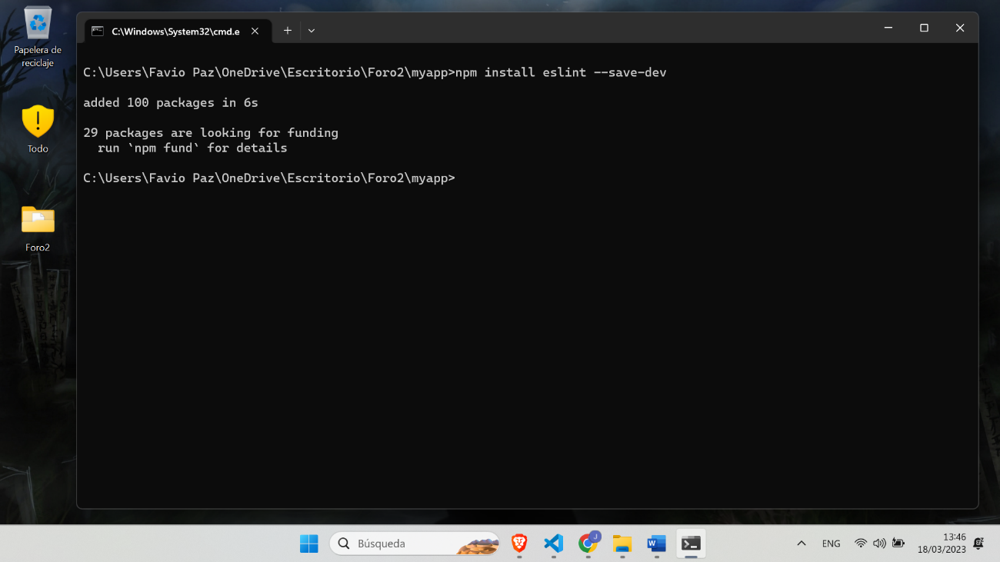 Papelera de
reciclaje
Todo
Foro2
C:\Windows\System32\cmd.e
C:\Users\Favio Paz\OneDrive\Escritorio\Foro2\myapp>npm install eslint --save-dev
added 100 packages in 6s
29 packages are looking for funding
  run `npm fund` for details
C:\Users\Favio Paz\OneDrive\Escritorio\Foro2\myapp>
Búsqueda
J
W
ENG
13:46
18/03/2023